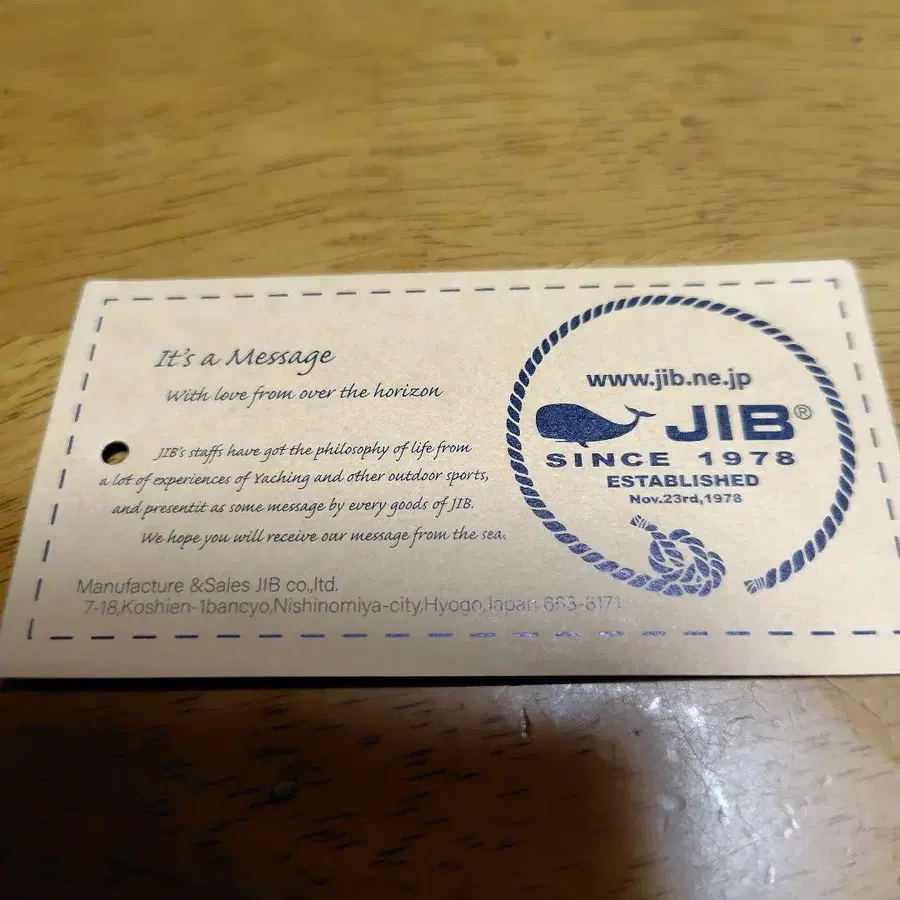 It's a Message
With love from over the horizon
JIB's staffs have got the philosophy of life from
a lot of experiences of Yaching and other outdoor sports,
and presentit as some message by every goods of JIB.
We hope you will receive our message from the sea.
Manufacture &Sales JIB co.,ltd.
7-18,Koshien-1bancyo,Nishinomiya-city,Hyogo,Japan 663-8171
www.jib.ne.jp
JIB®
SINCE 1978
ESTABLISHED
Nov.23rd,1978